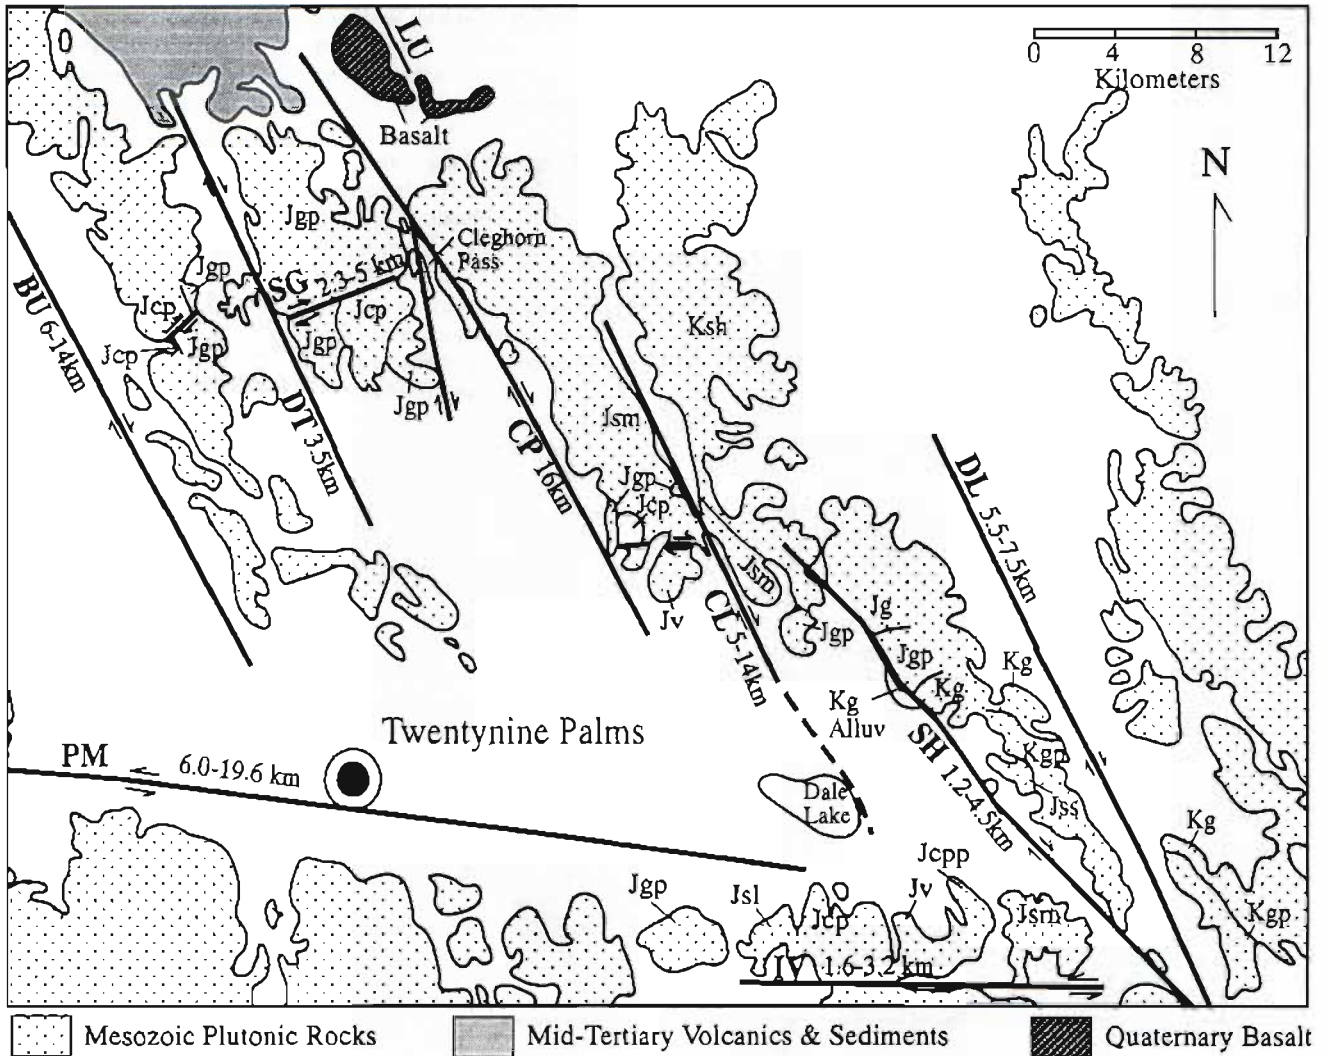 LU
0 4 8 12
Kilometers
Basalt
N
Jgp
Cleghorn
Pass
Jgp
SG 2.3-5 km
Jcp
Jcp
Jgp
Jgp
Jcp
Ksh
BU 6-14km
Jgp
DT 3.5km
CP 16km
Jsm
Jgp
Jcp
DL 5.5-7.5km
Jsm
Jv
Jg
Jgp
Jgp
CL 5-14km
Kg
Kg
Kg
Alluv
SH 1.2-4.5km
Kgp
Jss
Twentynine Palms
PM 6.0-19.6 km
Dale
Lake
Kg
Jcpp
Jgp
Jsl
Jv
Jcp
Jsm
Kgp
IV 1.6-3.2 km
Mesozoic Plutonic Rocks
Mid-Tertiary Volcanics & Sediments
Quaternary Basalt